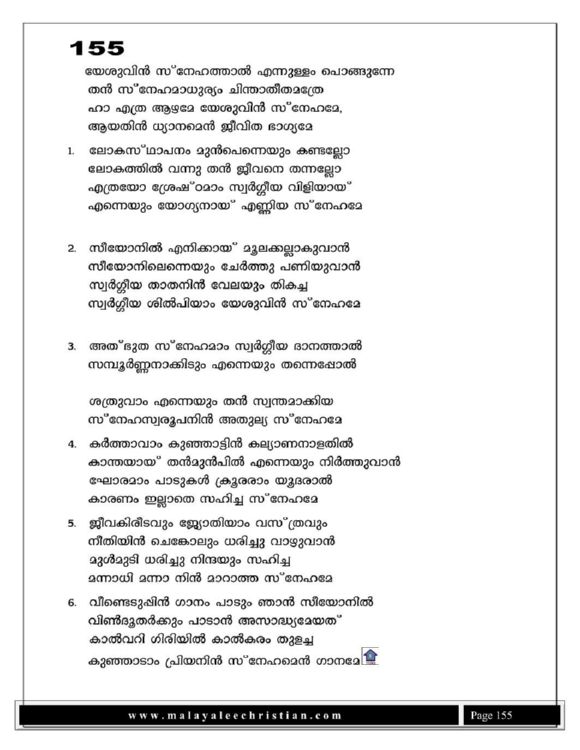 155
യേശുവിൻ സ്നേഹത്താൽ എന്നുള്ളം പൊങ്ങുന്നേ
തൻ സ്നേഹമാധുര്യം ചിന്താതീതമത്രേ
ഹാ എത്ര ആഴമേ യേശുവിൻ സ്നേഹമേ,
ആയതിൻ ധ്യാനമെൻ ജീവിത ഭാഗ്യമേ
1. ലോകസ്ഥാപനം മുൻപെന്നെയും കണ്ടല്ലോ
ലോകത്തിൽ വന്നു തൻ ജീവനെ തന്നല്ലോ
എത്രയോ ശ്രേഷ്ഠമാം സ്വർഗ്ഗീയ വിളിയായ്
എന്നെയും യോഗ്യനായ് എണ്ണിയ സ്നേഹമേ
2. സീയോനിൽ എനിക്കായ് മൂലക്കല്ലാകുവാൻ
സീയോനിലെന്നെയും ചേർത്തു പണിയുവാൻ
സ്വർഗ്ഗീയ താതനിൻ വേലയും തികച്ച
സ്വർഗ്ഗീയ ശിൽപിയാം യേശുവിൻ സ്നേഹമേ
3. അത്ഭുത സ്നേഹമാം സ്വർഗ്ഗീയ ദാനത്താൽ
സമ്പൂർണ്ണനാക്കിടും എന്നെയും തന്നെപ്പോൽ
ശത്രുവാം എന്നെയും തൻ സ്വന്തമാക്കിയ
സ്നേഹസ്വരൂപനിൻ അതുല്യ സ്നേഹമേ
4. കർത്താവാം കുഞ്ഞാട്ടിൻ കല്യാണനാളതിൽ
കാന്തയായ് തൻമുൻപിൽ എന്നെയും നിർത്തുവാൻ
ഘോരമാം പാടുകൾ ക്രൂരരാം യൂദരാൽ
കാരണം ഇല്ലാതെ സഹിച്ച സ്നേഹമേ
5. ജീവകിരീടവും ജ്യോതിയാം വസ്ത്രവും
നീതിയിൻ ചെങ്കോലും ധരിച്ചു വാഴുവാൻ
മുൾമുടി ധരിച്ചു നിന്ദയും സഹിച്ച
മന്നാധി മന്നാ നിൻ മാറാത്ത സ്നേഹമേ
6. വീണ്ടെടുപ്പിൻ ഗാനം പാടും ഞാൻ സീയോനിൽ
വിൺദൂതർക്കും പാടാൻ അസാദ്ധ്യമേയത്
കാൽവറി ഗിരിയിൽ കാൽകരം തുളച്ച
കുഞ്ഞാടാം പ്രിയനിൻ സ്നേഹമെൻ ഗാനമേ
www.malayaleechristian.com Page 155